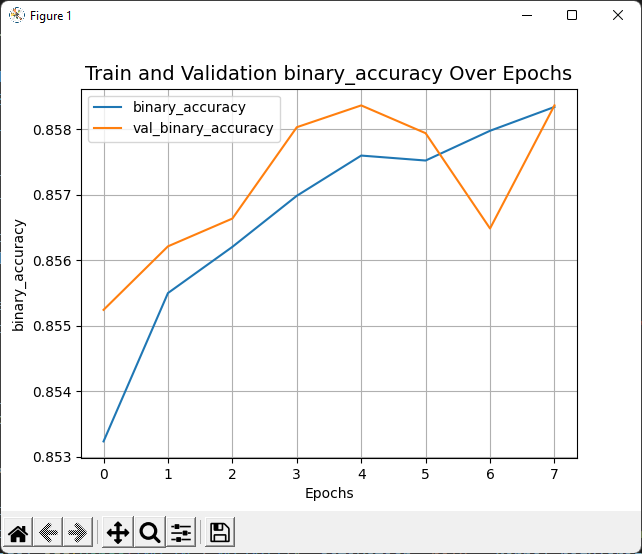 Figure 1
Train and Validation binary_accuracy Over Epochs
binary_accuracy
val_binary_accuracy
0.858
0.857
0.856
0.855
0.854
0.853
binary_accuracy
0 1 2 3 4 5 6 7
Epochs